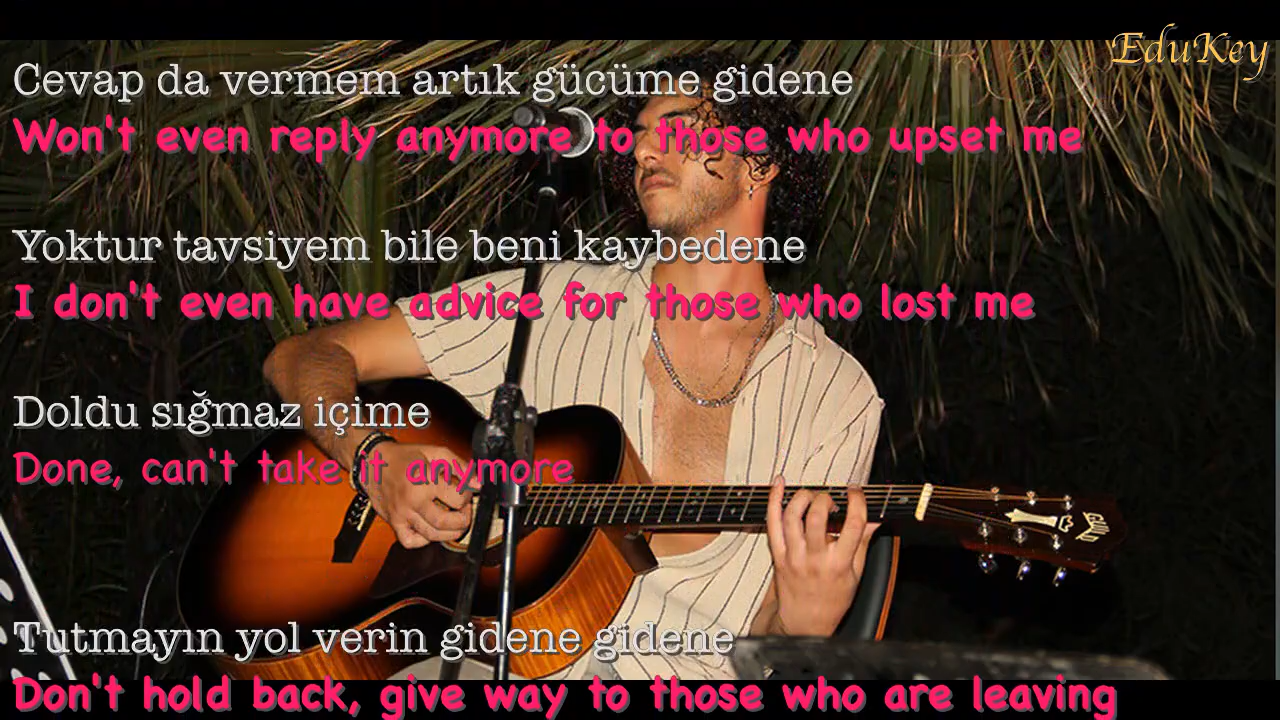 EduKey
Cevap da vermem artık gücüme gidene
Won't even reply anymore to those who upset me
Yoktur tavsiyem bile beni kaybedene
I don't even have advice for those who lost me
Doldu sığmaz içime
Done, can't take it anymore
Tutmayın yol verin gidene gidene
Don't hold back, give way to those who are leaving